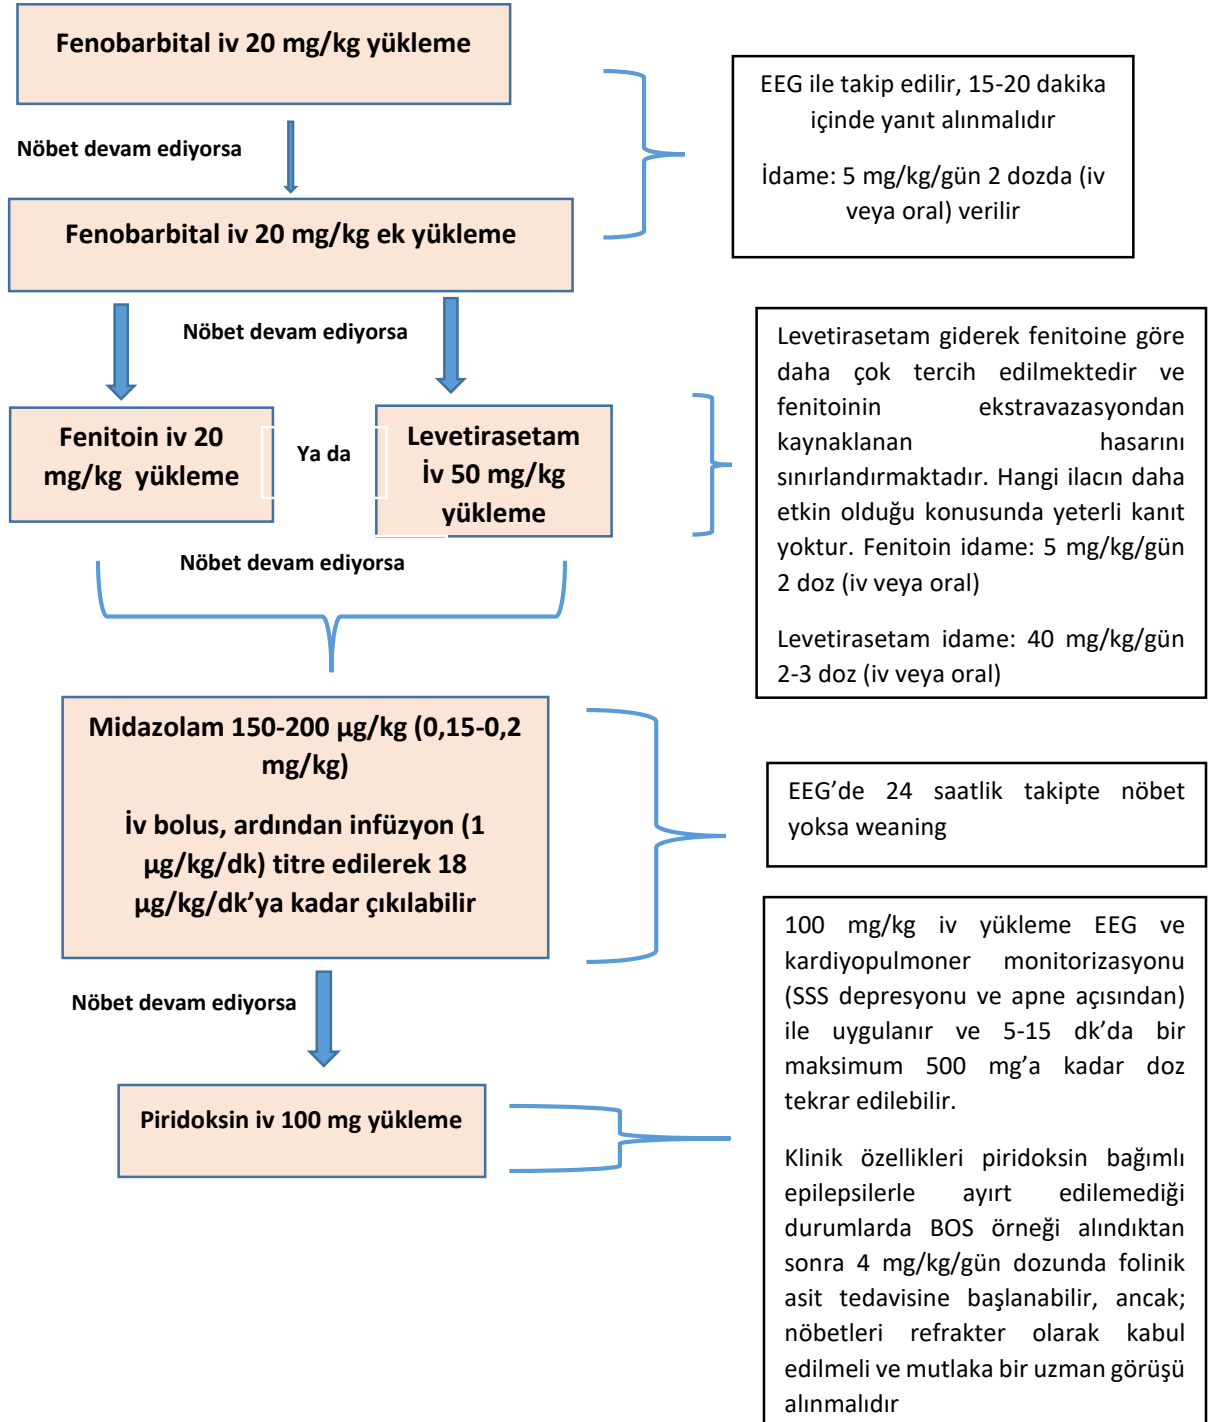 Fenobarbital iv 20 mg/kg yükleme
EEG ile takip edilir, 15-20 dakika
içinde yanıt alınmalıdır
İdame: 5 mg/kg/gün 2 dozda (iv
veya oral) verilir
Nöbet devam ediyorsa
Fenobarbital iv 20 mg/kg ek yükleme
Nöbet devam ediyorsa
Fenitoin iv 20
mg/kg yükleme
Ya da
Levetirasetam
İv 50 mg/kg
yükleme
Levetirasetam giderek fenitoine göre
daha çok tercih edilmektedir ve
fenitoinin ekstravazasyondan
kaynaklanan hasarını
sınırlandırmaktadır. Hangi ilacın daha
etkin olduğu konusunda yeterli kanıt
yoktur. Fenitoin idame: 5 mg/kg/gün
2 doz (iv veya oral)
Levetirasetam idame: 40 mg/kg/gün
2-3 doz (iv veya oral)
Nöbet devam ediyorsa
Midazolam 150-200 µg/kg (0,15-0,2
mg/kg)
İv bolus, ardından infüzyon (1
µg/kg/dk) titre edilerek 18
µg/kg/dk’ya kadar çıkılabilir
EEG’de 24 saatlik takipte nöbet
yoksa weaning
Nöbet devam ediyorsa
Piridoksin iv 100 mg yükleme
100 mg/kg iv yükleme EEG ve
kardiyopulmoner monitorizasyonu
(SSS depresyonu ve apne açısından)
ile uygulanır ve 5-15 dk’da bir
maksimum 500 mg’a kadar doz
tekrar edilebilir.
Klinik özellikleri piridoksin bağımlı
epilepsilerle ayırt edilemediği
durumlarda BOS örneği alındıktan
sonra 4 mg/kg/gün dozunda folinik
asit tedavisine başlanabilir, ancak;
nöbetleri refrakter olarak kabul
edilmeli ve mutlaka bir uzman görüşü
alınmalıdır